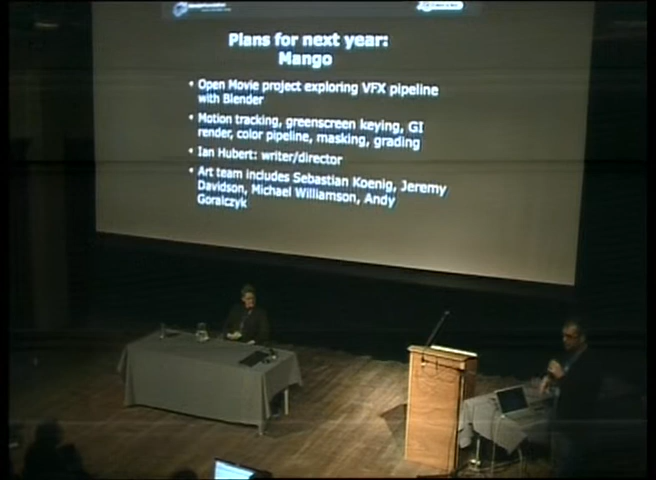 Plans for next year:
Mango
• Open Movie project exploring VFX pipeline
with Blender
• Motion tracking, greenscreen keying, GI
render, color pipeline, masking, grading
• Ian Hubert: writer/director
• Art team includes Sebastian Koenig, Jeremy
Davidson, Michael Williamson, Andy
Goralczyk